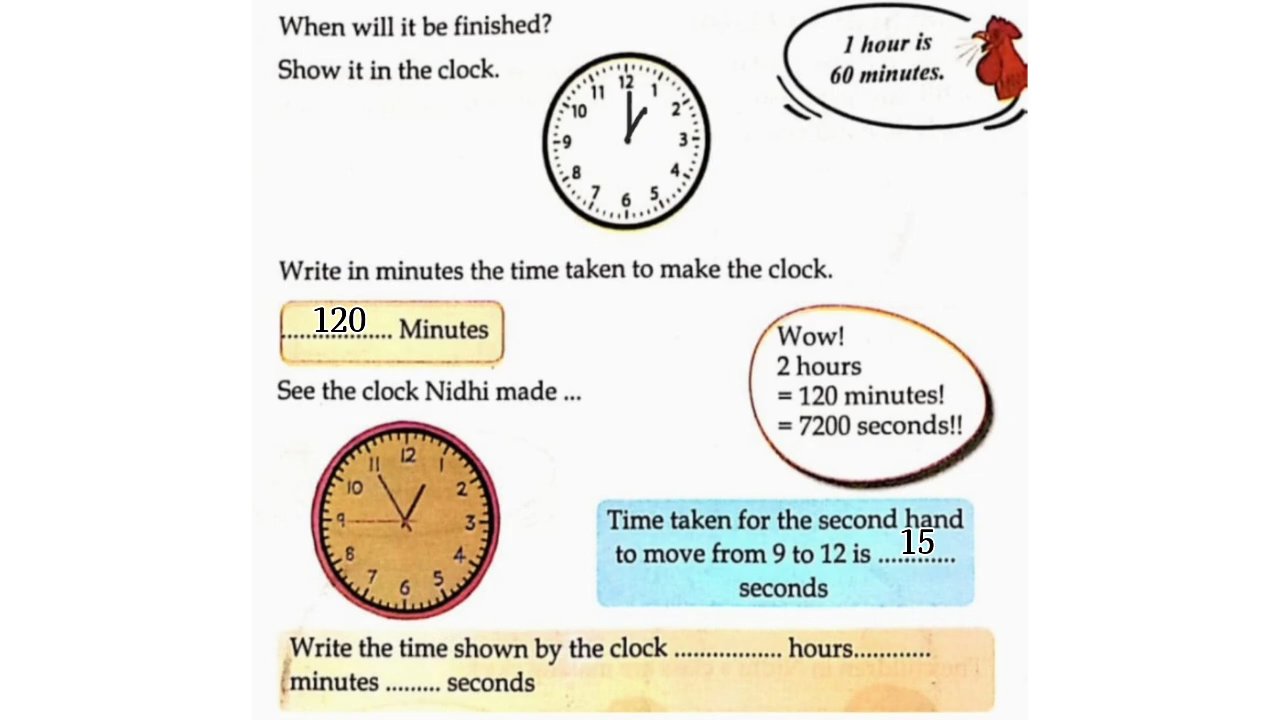 When will it be finished?
Show it in the clock.
1 hour is
60 minutes.
12
11 1
10 2
9 3
8 4
7 5
6
Write in minutes the time taken to make the clock.
120
.................. Minutes
See the clock Nidhi made ...
Wow!
2 hours
= 120 minutes!
= 7200 seconds!!
12
11 1
10 2
9 3
8 4
7 5
6
Time taken for the second hand
15
to move from 9 to 12 is ............
seconds
Write the time shown by the clock ................. hours............
minutes ......... seconds